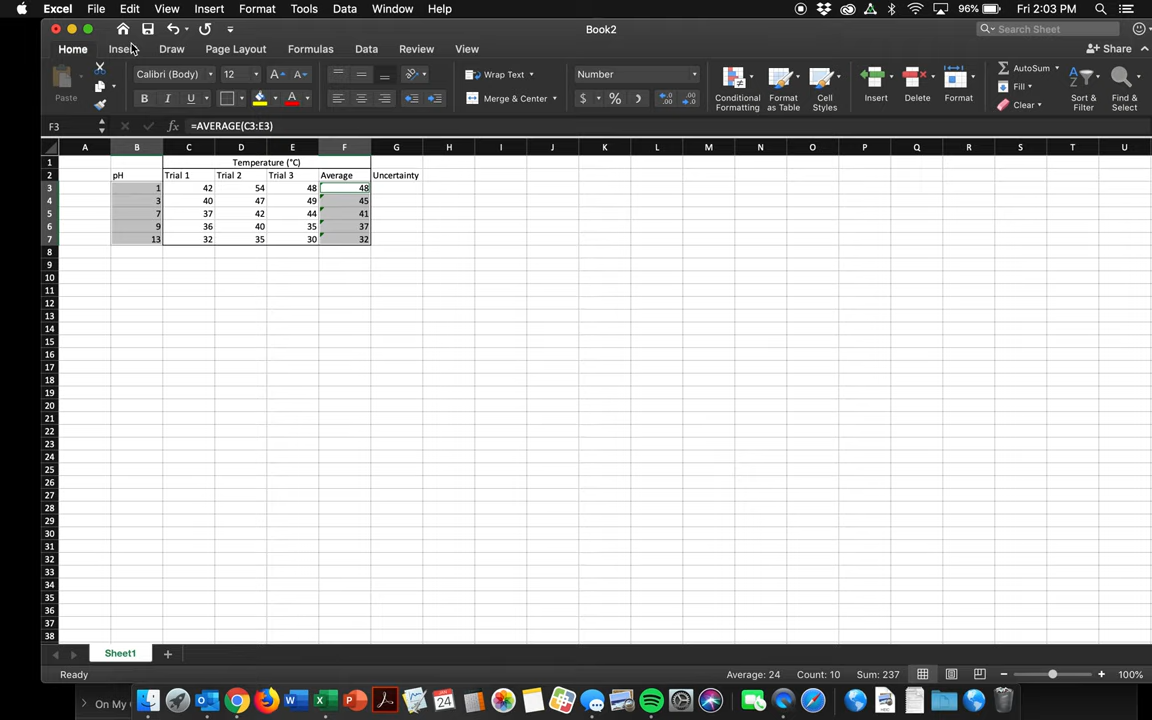 Excel File Edit View Insert Format Tools Data Window Help 96% Fri 2:03 PM
Book2 Search Sheet
Home Insert Draw Page Layout Formulas Data Review View Share
Calibri (Body) 12 A A Wrap Text Number AutoSum
Fill
Paste B I U A Merge & Center $ % Conditional Formatting Format as Table Cell Styles Insert Delete Format Clear Sort & Filter Find & Select
F3 fx =AVERAGE(C3:E3)
A B C D E F G H I J K L M N O P Q R S T U
1 Temperature (°C)
2 pH Trial 1 Trial 2 Trial 3 Average Uncertainty
3 1 42 54 48 48
4 3 40 47 49 45
5 7 37 42 44 41
6 9 36 40 35 37
7 13 32 35 30 32
8
9
10
11
12
13
14
15
16
17
18
19
20
21
22
23
24
25
26
27
28
29
30
31
32
33
34
35
36
37
38
Sheet1
Ready Average: 24 Count: 10 Sum: 237 100%
On My